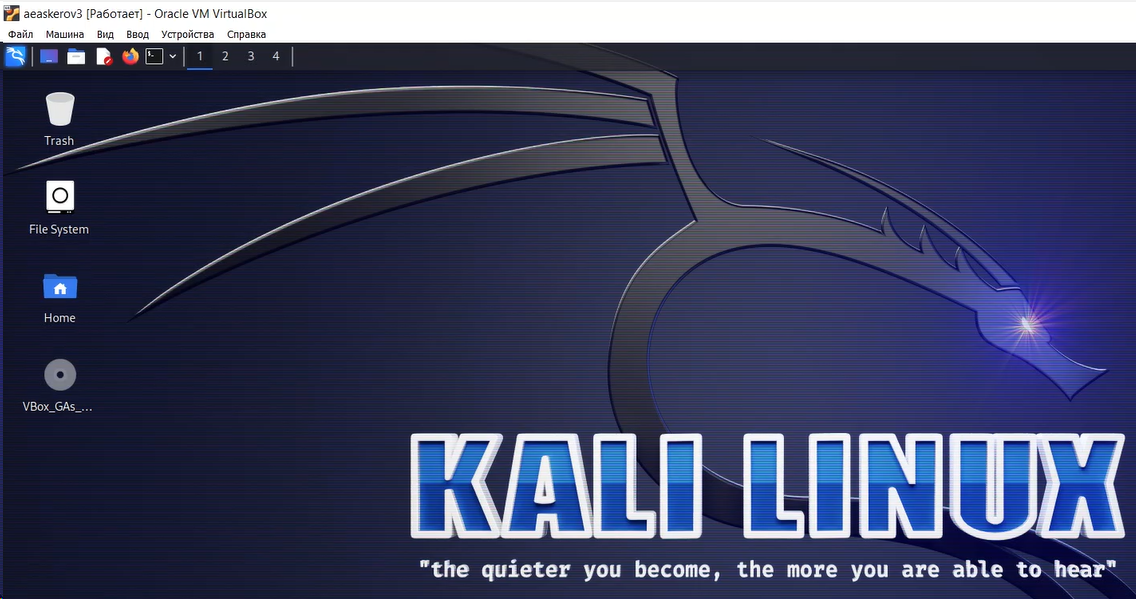 aeaskerov3 [Работает] - Oracle VM VirtualBox
Файл Машина Вид Ввод Устройства Справка
1 2 3 4
Trash
File System
Home
VBox_GAs_...
KALI LINUX
"the quieter you become, the more you are able to hear"